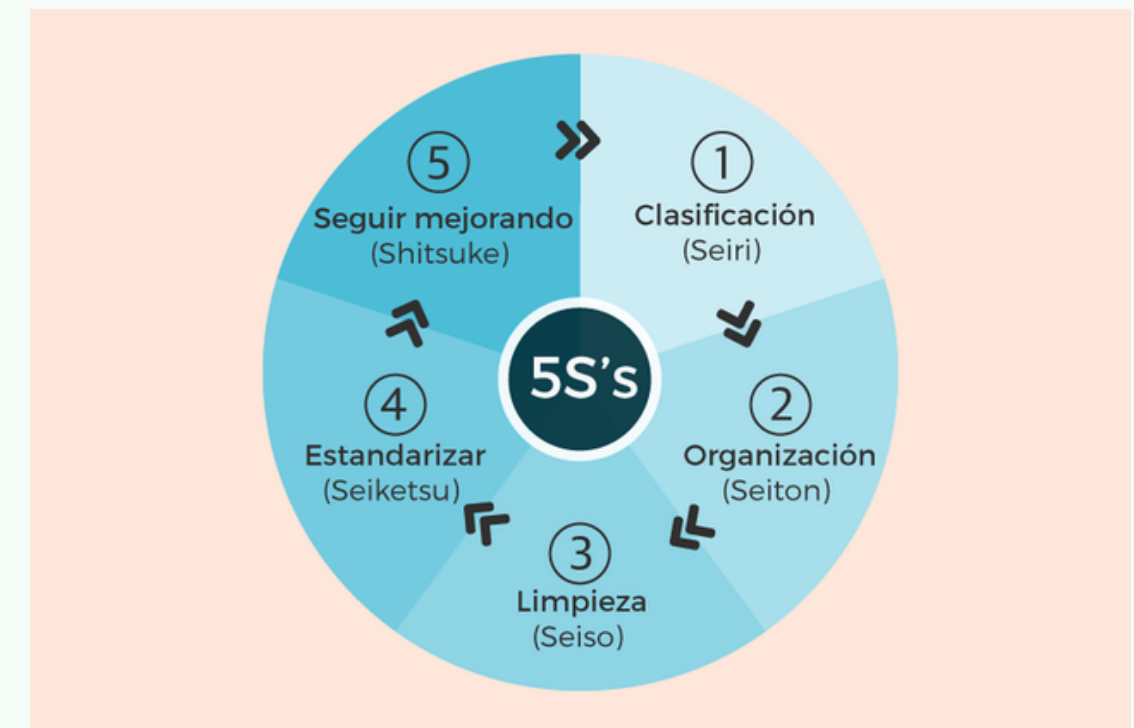 5S's
1
Clasificación
(Seiri)
2
Organización
(Seiton)
3
Limpieza
(Seiso)
4
Estandarizar
(Seiketsu)
5
Seguir mejorando
(Shitsuke)